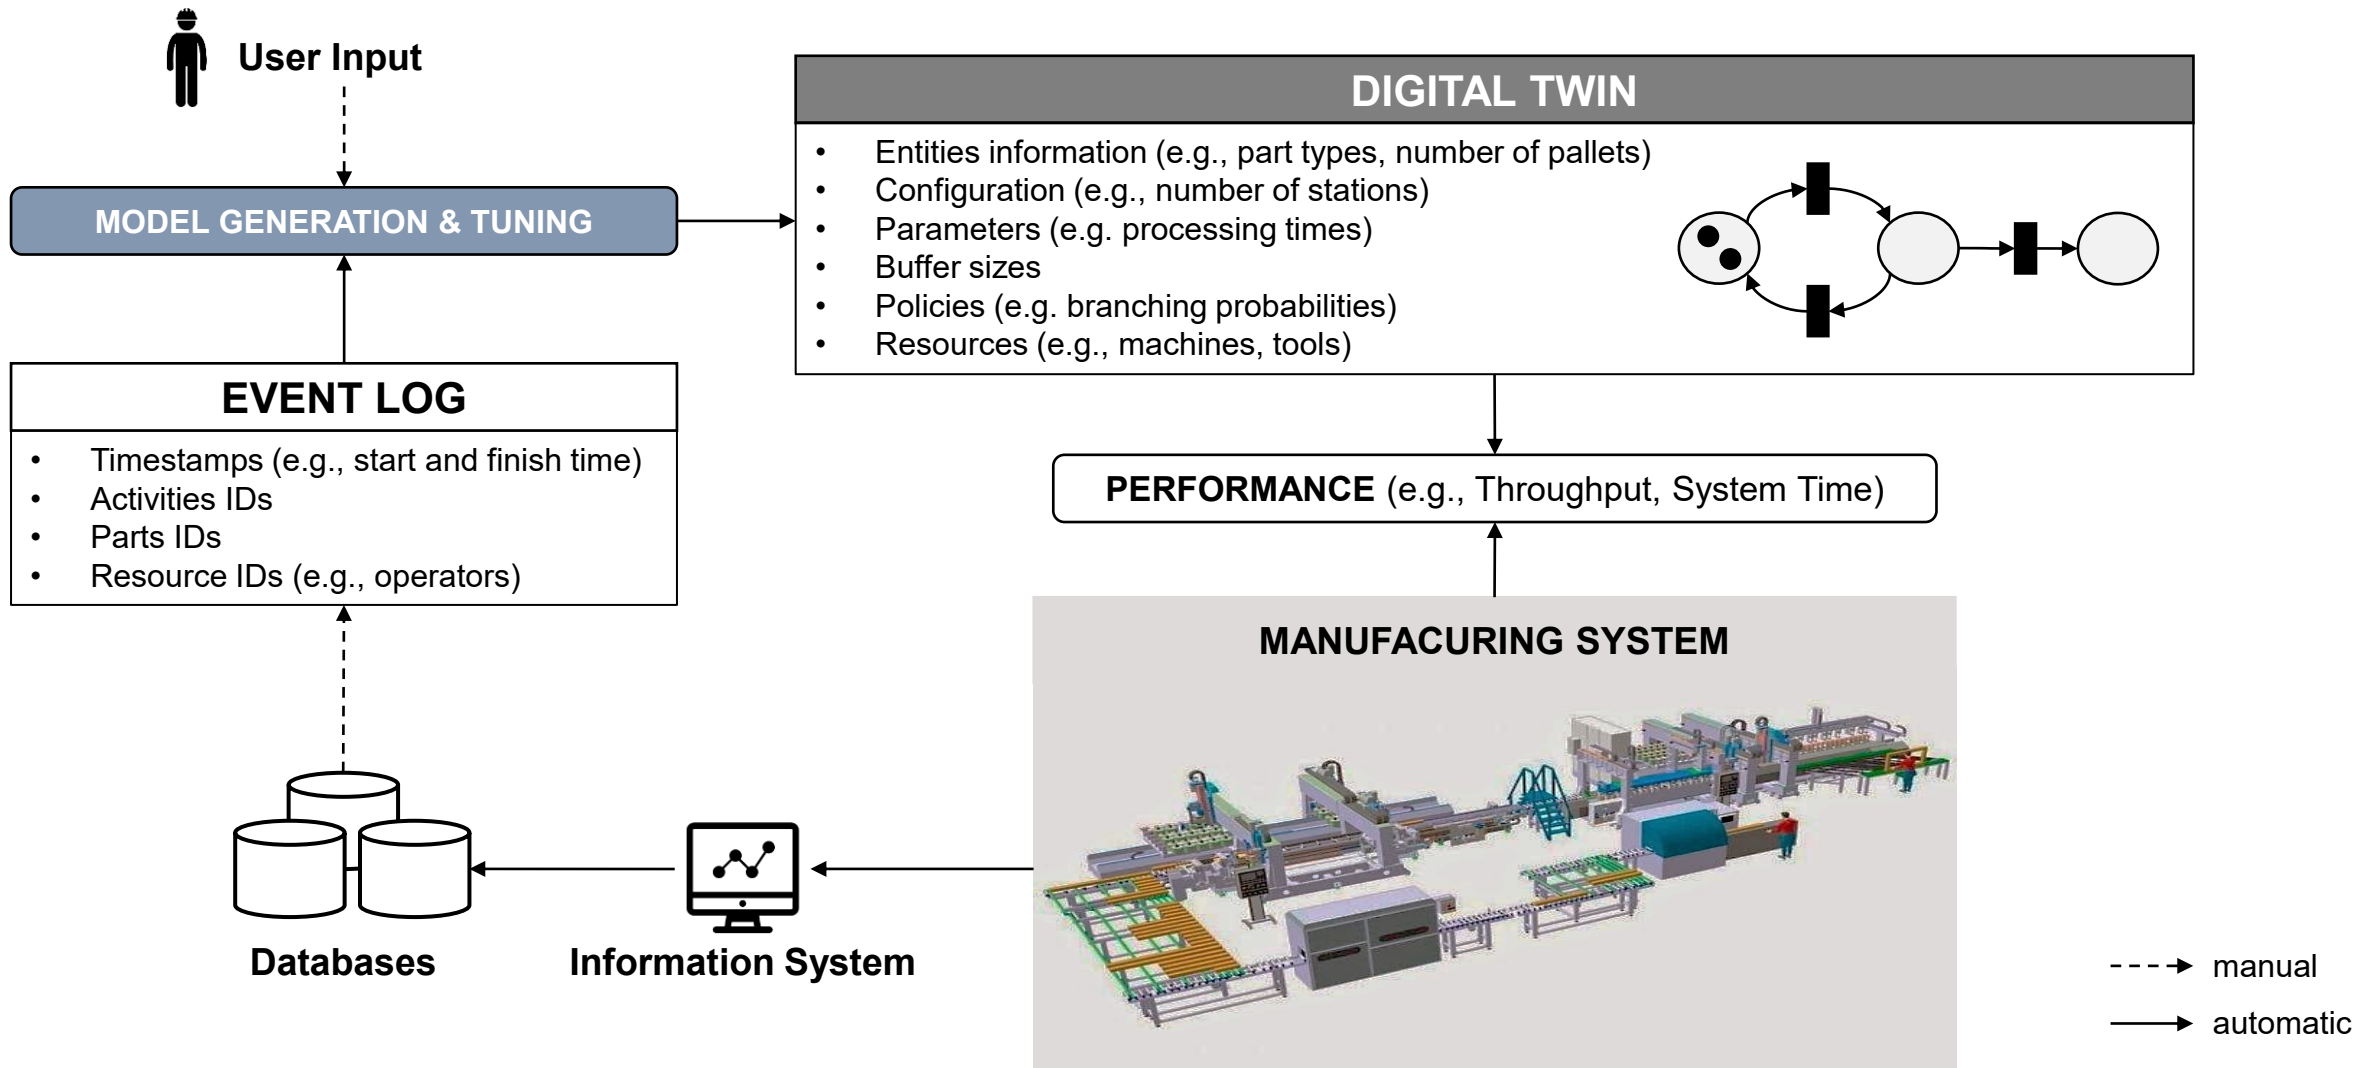 User Input
DIGITAL TWIN
• Entities information (e.g., part types, number of pallets)
• Configuration (e.g., number of stations)
• Parameters (e.g. processing times)
• Buffer sizes
• Policies (e.g. branching probabilities)
• Resources (e.g., machines, tools)
MODEL GENERATION & TUNING
EVENT LOG
• Timestamps (e.g., start and finish time)
• Activities IDs
• Parts IDs
• Resource IDs (e.g., operators)
PERFORMANCE (e.g., Throughput, System Time)
MANUFACURING SYSTEM
Databases
Information System
manual
automatic